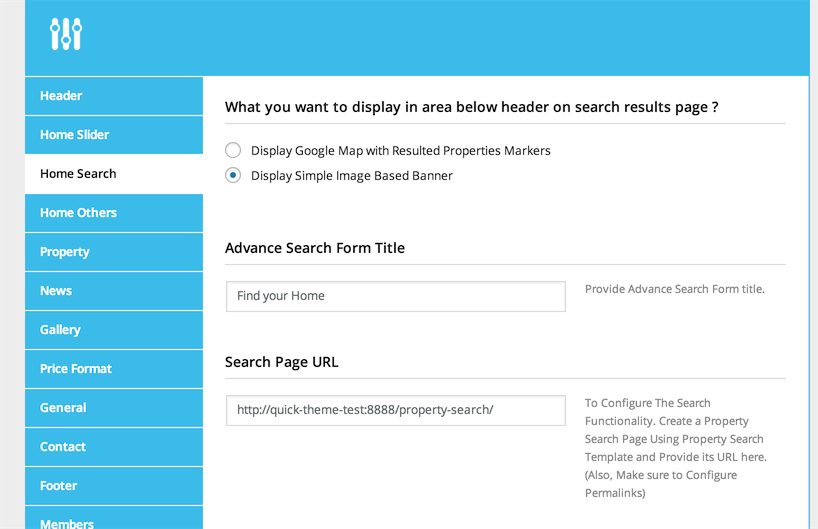 Header
Home Slider
Home Search
Home Others
Property
News
Gallery
Price Format
General
Contact
Footer
Members
What you want to display in area below header on search results page ?
Display Google Map with Resulted Properties Markers
Display Simple Image Based Banner
Advance Search Form Title
Find your Home
Provide Advance Search Form title.
Search Page URL
http://quick-theme-test:8888/property-search/
To Configure The Search
Functionality. Create a Property
Search Page Using Property Search
Template and Provide its URL here.
(Also, Make sure to Configure
Permalinks)